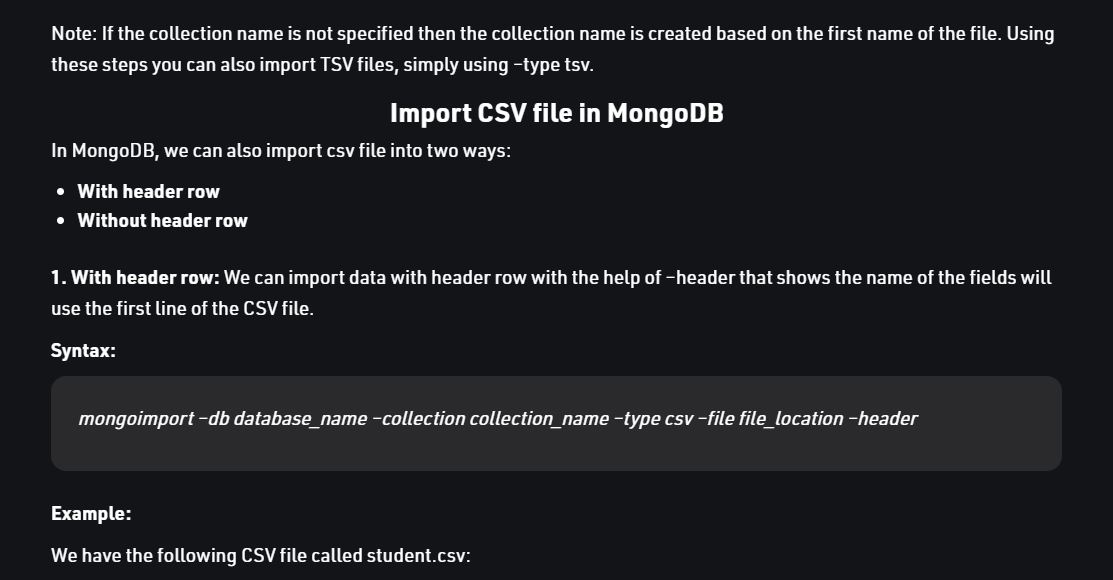 Note: If the collection name is not specified then the collection name is created based on the first name of the file. Using
these steps you can also import TSV files, simply using –type tsv.
Import CSV file in MongoDB
In MongoDB, we can also import csv file into two ways:
• With header row
• Without header row
1. With header row: We can import data with header row with the help of –header that shows the name of the fields will
use the first line of the CSV file.
Syntax:
mongoimport –db database_name –collection collection_name –type csv –file file_location –header
Example:
We have the following CSV file called student.csv: